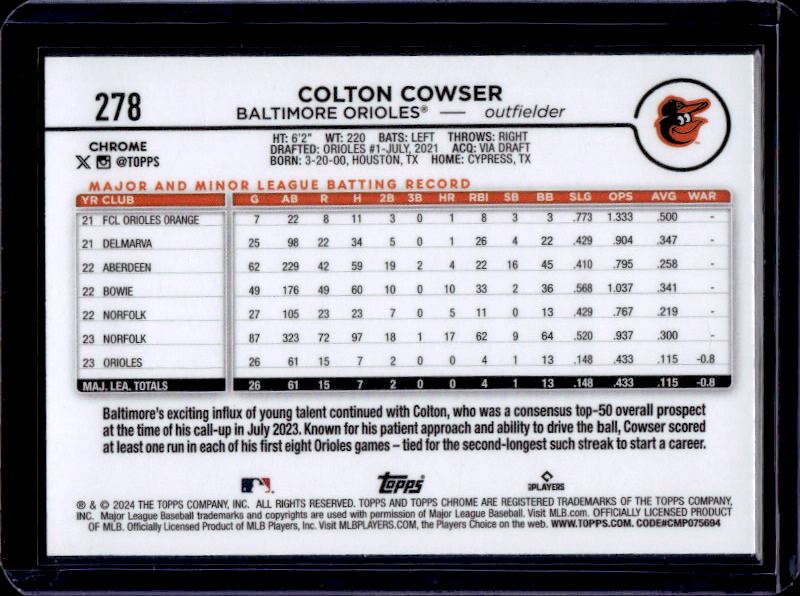 278
COLTON COWSER
BALTIMORE ORIOLES® — outfielder
CHROME
@TOPPS
HT: 6'2" WT: 220 BATS: LEFT THROWS: RIGHT
DRAFTED: ORIOLES #1-JULY, 2021 ACQ: VIA DRAFT
BORN: 3-20-00, HOUSTON, TX HOME: CYPRESS, TX
MAJOR AND MINOR LEAGUE BATTING RECORD
YR CLUB G AB R H 2B 3B HR RBI SB BB SLG OPS AVG WAR
21 FCL ORIOLES ORANGE 7 22 8 11 3 0 1 8 3 3 .773 1.333 .500 -
21 DELMARVA 25 98 22 34 5 0 1 26 4 22 .429 .904 .347 -
22 ABERDEEN 62 229 42 59 19 2 4 22 16 45 .410 .795 .258 -
22 BOWIE 49 176 49 60 10 0 10 33 2 36 .568 1.037 .341 -
22 NORFOLK 27 105 23 23 7 0 5 11 0 13 .429 .767 .219 -
23 NORFOLK 87 323 72 97 18 1 17 62 9 64 .520 .937 .300 -
23 ORIOLES 26 61 15 7 2 0 0 4 1 13 .148 .433 .115 -0.8
MAJ. LEA. TOTALS 26 61 15 7 2 0 0 4 1 13 .148 .433 .115 -0.8
Baltimore's exciting influx of young talent continued with Colton, who was a consensus top-50 overall prospect
at the time of his call-up in July 2023. Known for his patient approach and ability to drive the ball, Cowser scored
at least one run in each of his first eight Orioles games – tied for the second-longest such streak to start a career.
Topps
PLAYERS
® & © 2024 THE TOPPS COMPANY, INC. ALL RIGHTS RESERVED. TOPPS AND TOPPS CHROME ARE REGISTERED TRADEMARKS OF THE TOPPS COMPANY,
INC. Major League Baseball trademarks and copyrights are used with permission of Major League Baseball. Visit MLB.com. OFFICIALLY LICENSED PRODUCT
OF MLB. Officially Licensed Product of MLB Players, Inc. Visit MLBPLAYERS.COM, the Players Choice on the web. WWW.TOPPS.COM. CODE#CMP075694